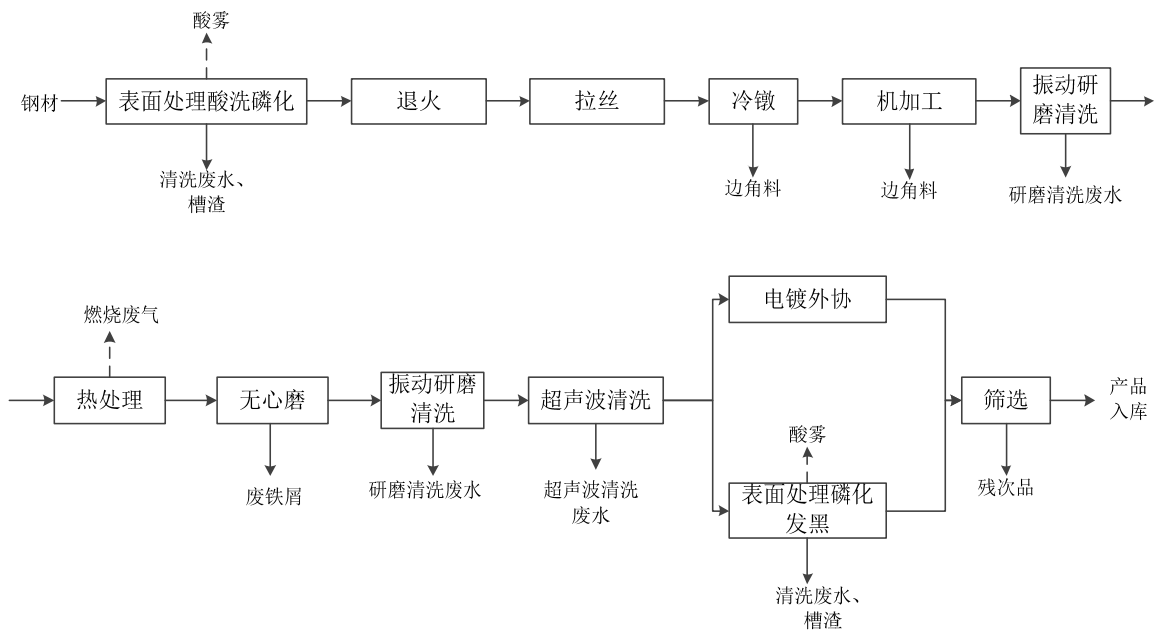 酸雾
钢材
表面处理酸洗磷化
退火
拉丝
冷镦
机加工
振动研
磨清洗
清洗废水、
槽渣
边角料
边角料
研磨清洗废水
燃烧废气
热处理
无心磨
振动研磨
清洗
超声波清洗
电镀外协
酸雾
表面处理磷化
发黑
筛选
产品
入库
废铁屑
研磨清洗废水
超声波清洗
废水
残次品
清洗废水、
槽渣